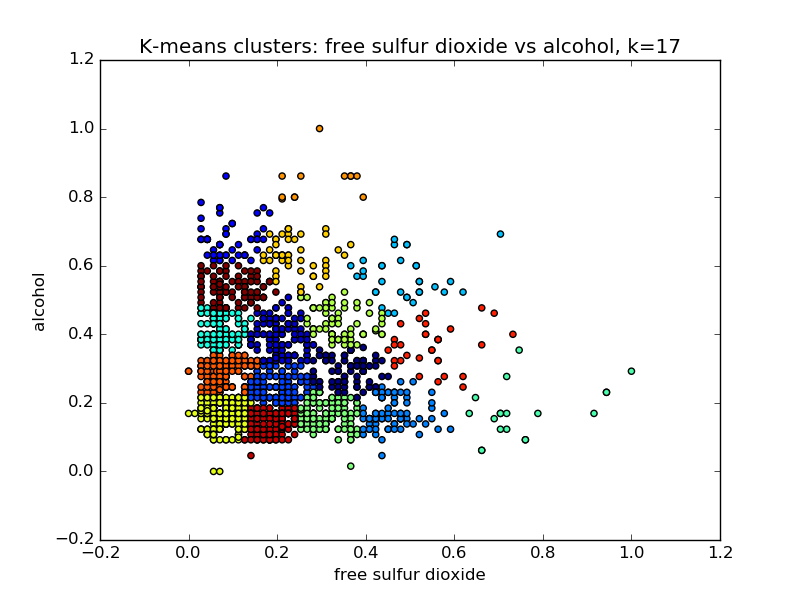 K-means clusters: free sulfur dioxide vs alcohol, k=17
1.2
1.0
0.8
0.6
0.4
0.2
0.0
−0.2
alcohol
−0.2 0.0 0.2 0.4 0.6 0.8 1.0 1.2
free sulfur dioxide